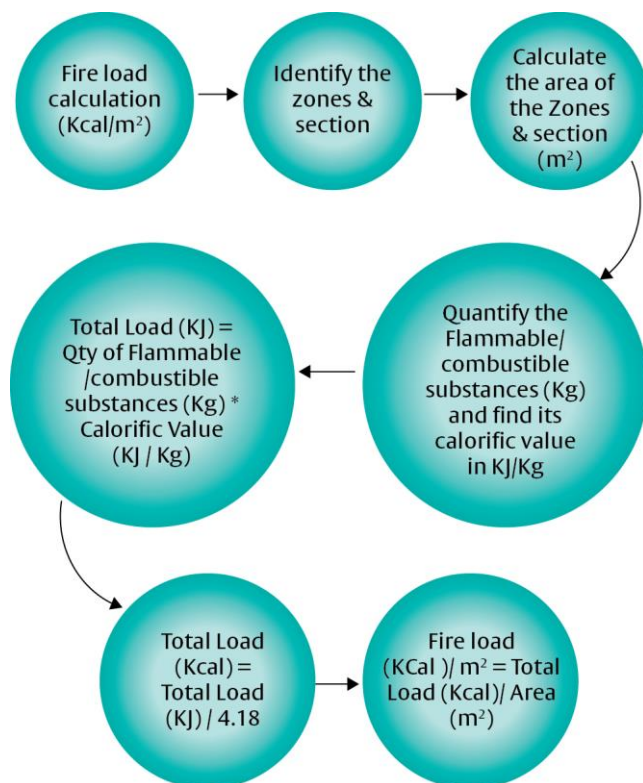 Fire load
calculation
(Kcal/m²)
Identify the
zones &
section
Calculate
the area of
the Zones
& section
(m²)
Quantify the
Flammable/
combustible
substances (Kg)
and find its
calorific value
in KJ/Kg
Total Load (KJ) =
Qty of Flammable
/combustible
substances (Kg) *
Calorific Value
(KJ / Kg)
Total Load
(Kcal) =
Total Load
(KJ) / 4.18
Fire load
(KCal )/ m² = Total
Load (Kcal)/ Area
(m²)